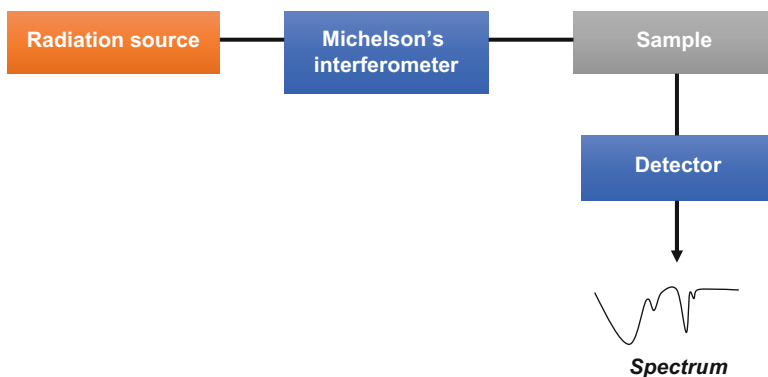 Radiation source
Michelson’s
interferometer
Sample
Detector
Spectrum